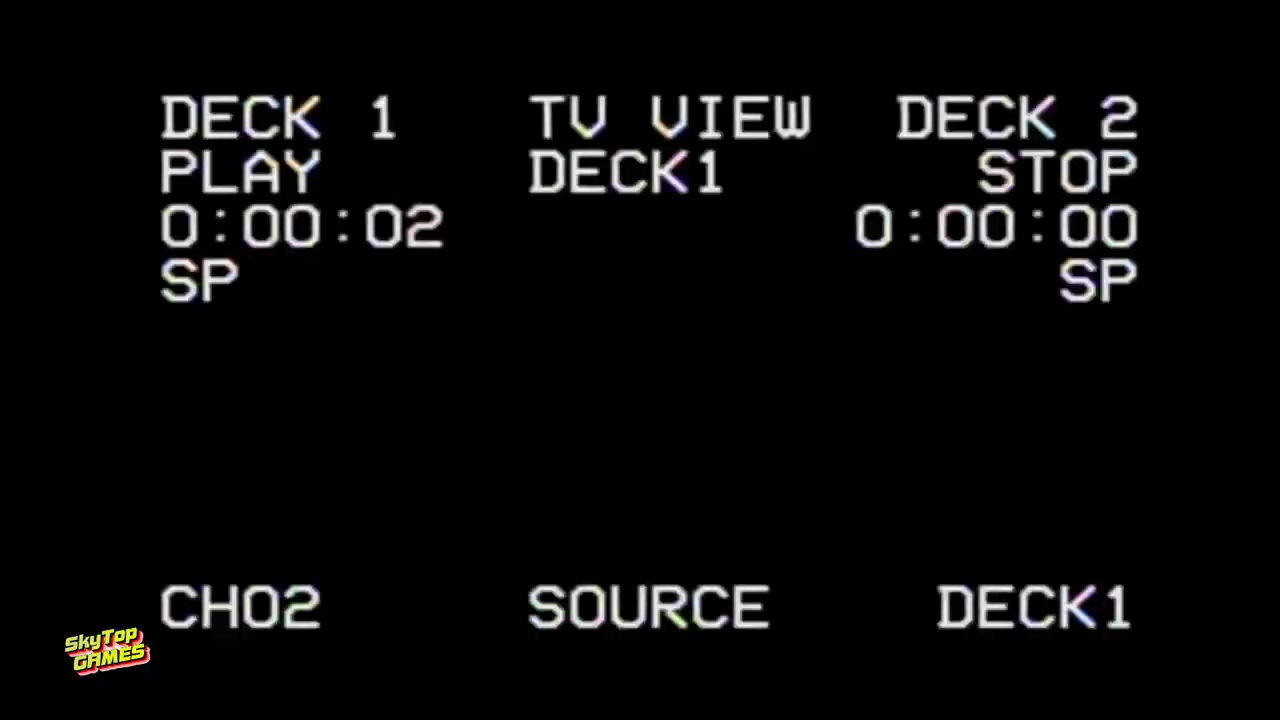 DECK 1 TV VIEW DECK 2
PLAY DECK1 STOP
0:00:02 0:00:00
SP SP
CH02 SOURCE DECK1
SkyTop
GAMES